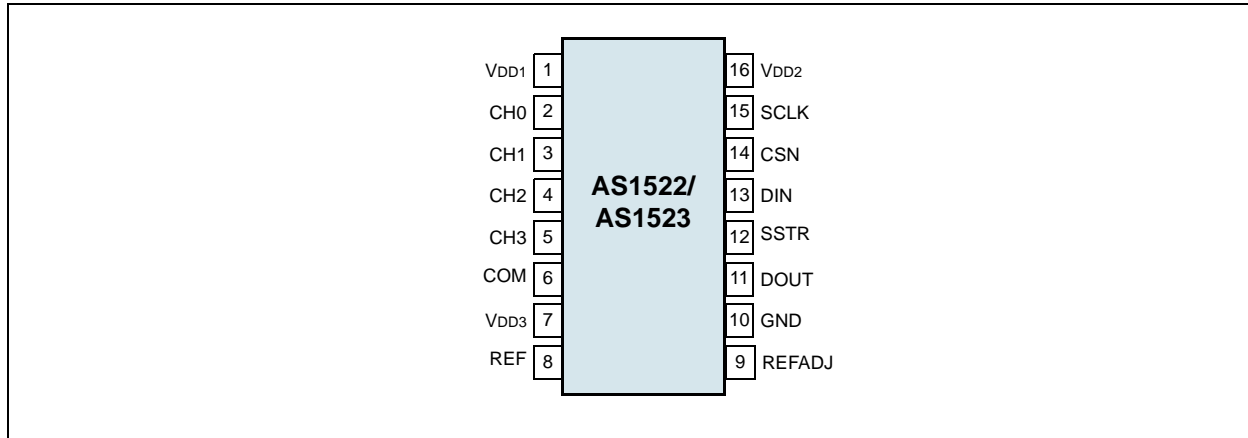 VDD1 1 16 VDD2
CH0 2 15 SCLK
CH1 3 14 CSN
CH2 4 13 DIN
AS1522/
AS1523
CH3 5 12 SSTR
COM 6 11 DOUT
VDD3 7 10 GND
REF 8 9 REFADJ